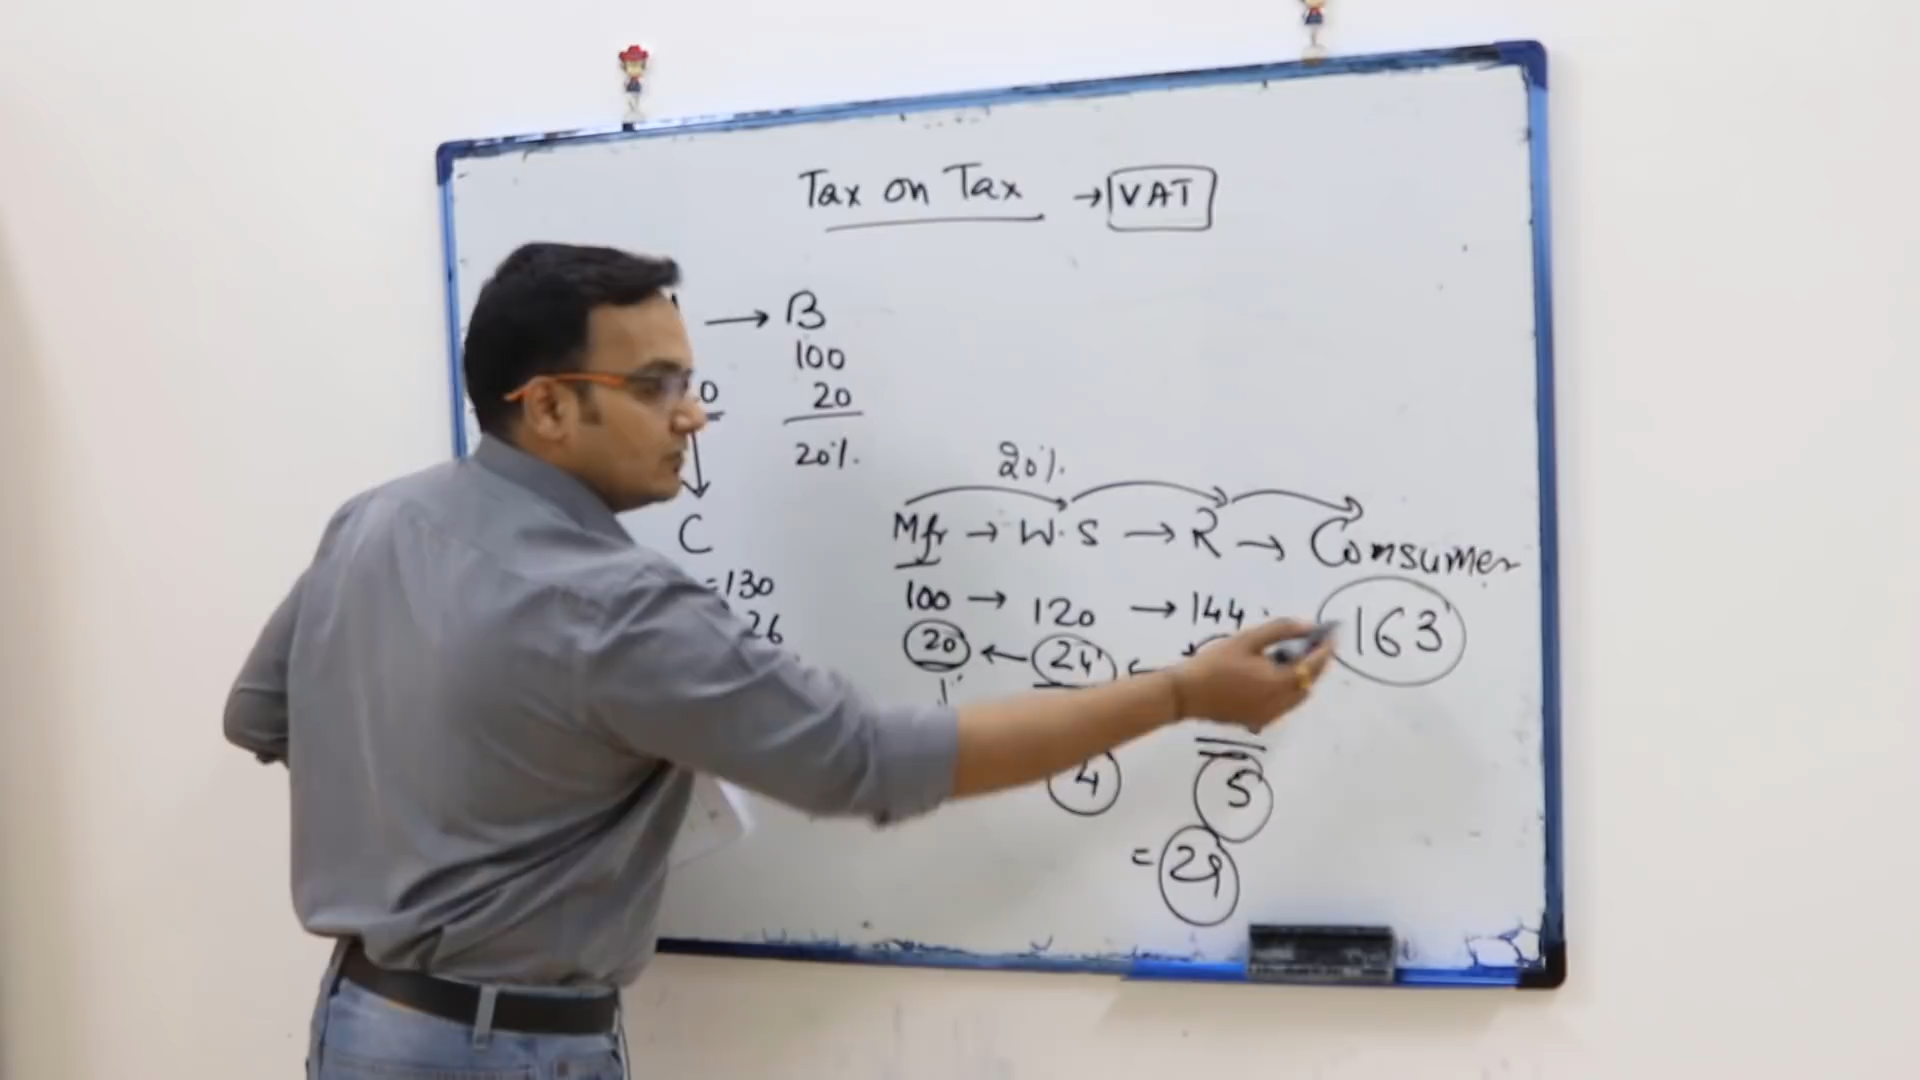 Tax on Tax → VAT
→ B
100
0 20
20%.
C
=130
26
20%.
Mfr → W.S → R → Consumer
100 → 120 → 144 163
20 ← 24 ←
4 5
= 29